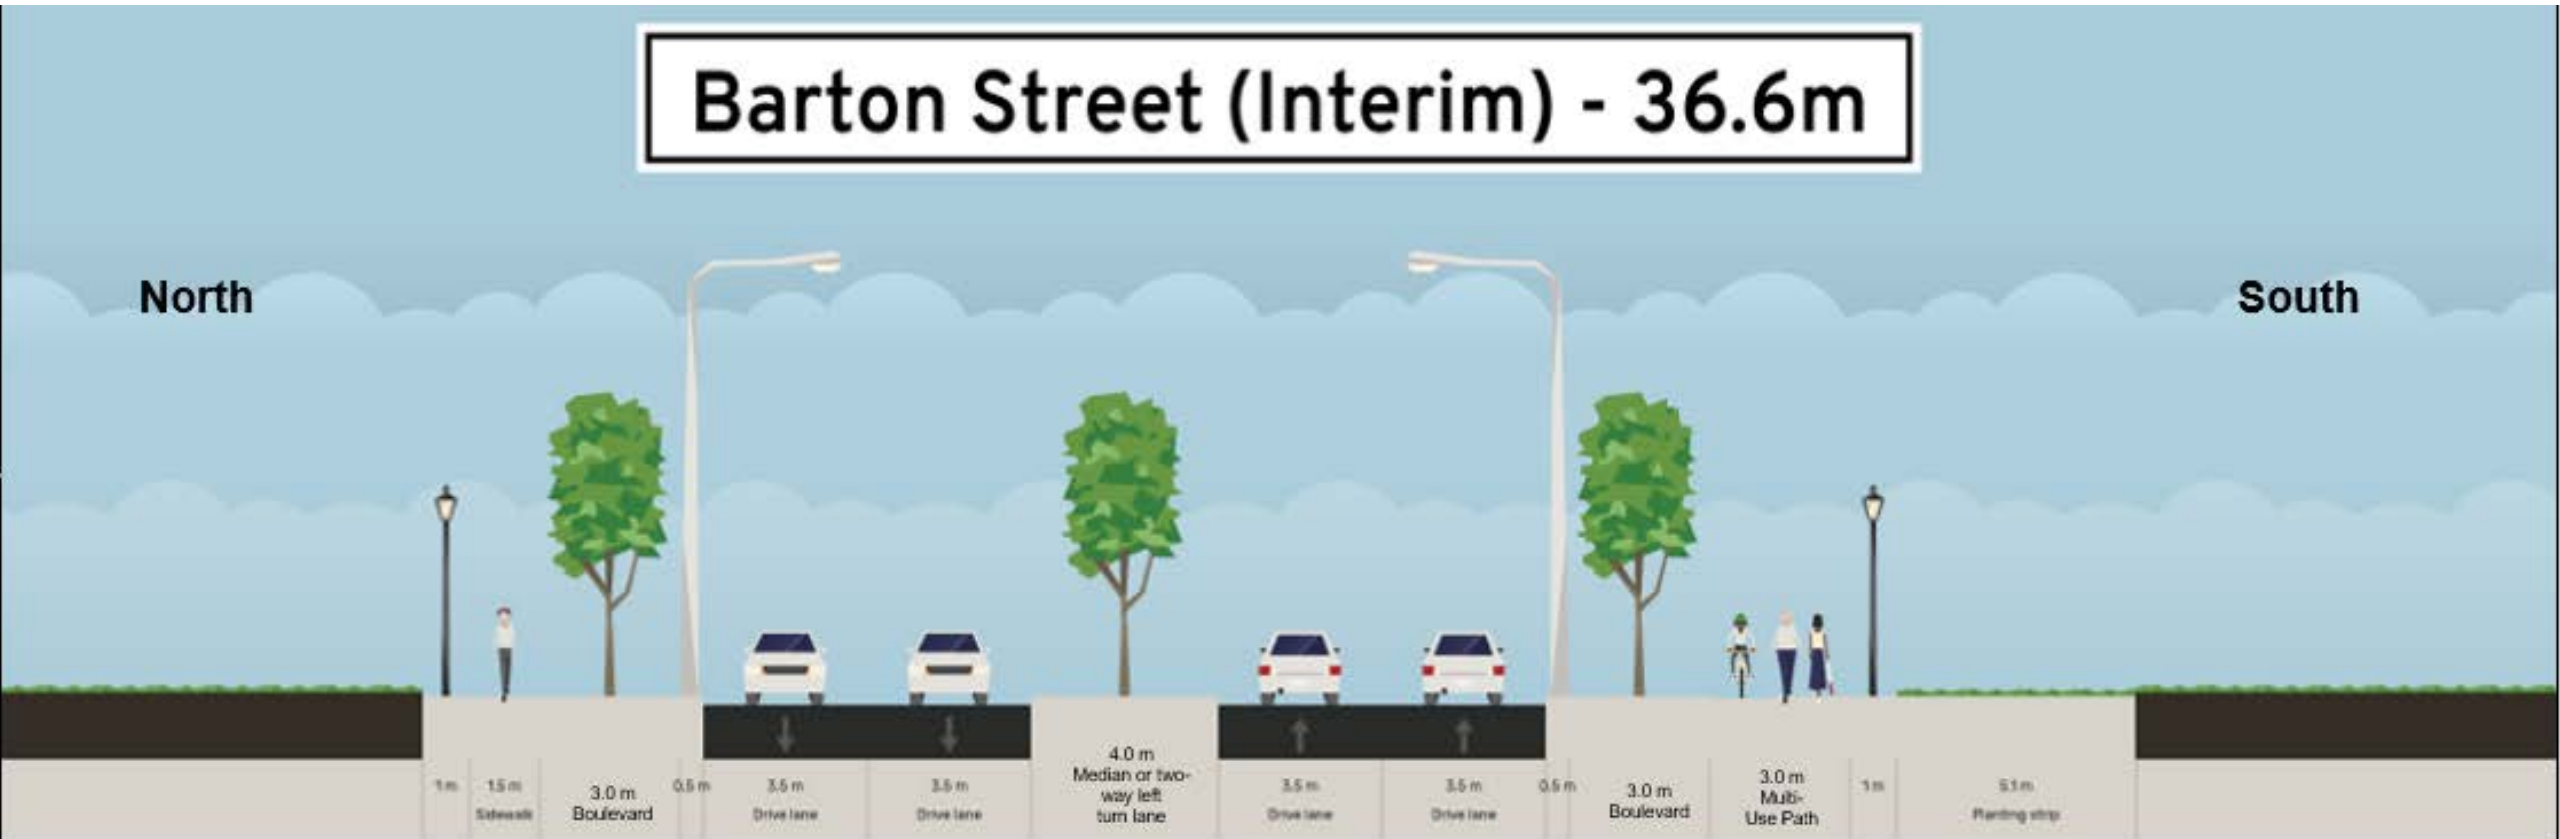 Barton Street (Interim) - 36.6m
North
South
1 m
1.5 m
Sidewalk
3.0 m
Boulevard
0.5 m
3.5 m
Drive lane
3.5 m
Drive lane
4.0 m
Median or two-
way left
turn lane
3.5 m
Drive lane
3.5 m
Drive lane
0.5 m
3.0 m
Boulevard
3.0 m
Multi-
Use Path
1 m
5.1 m
Planting strip